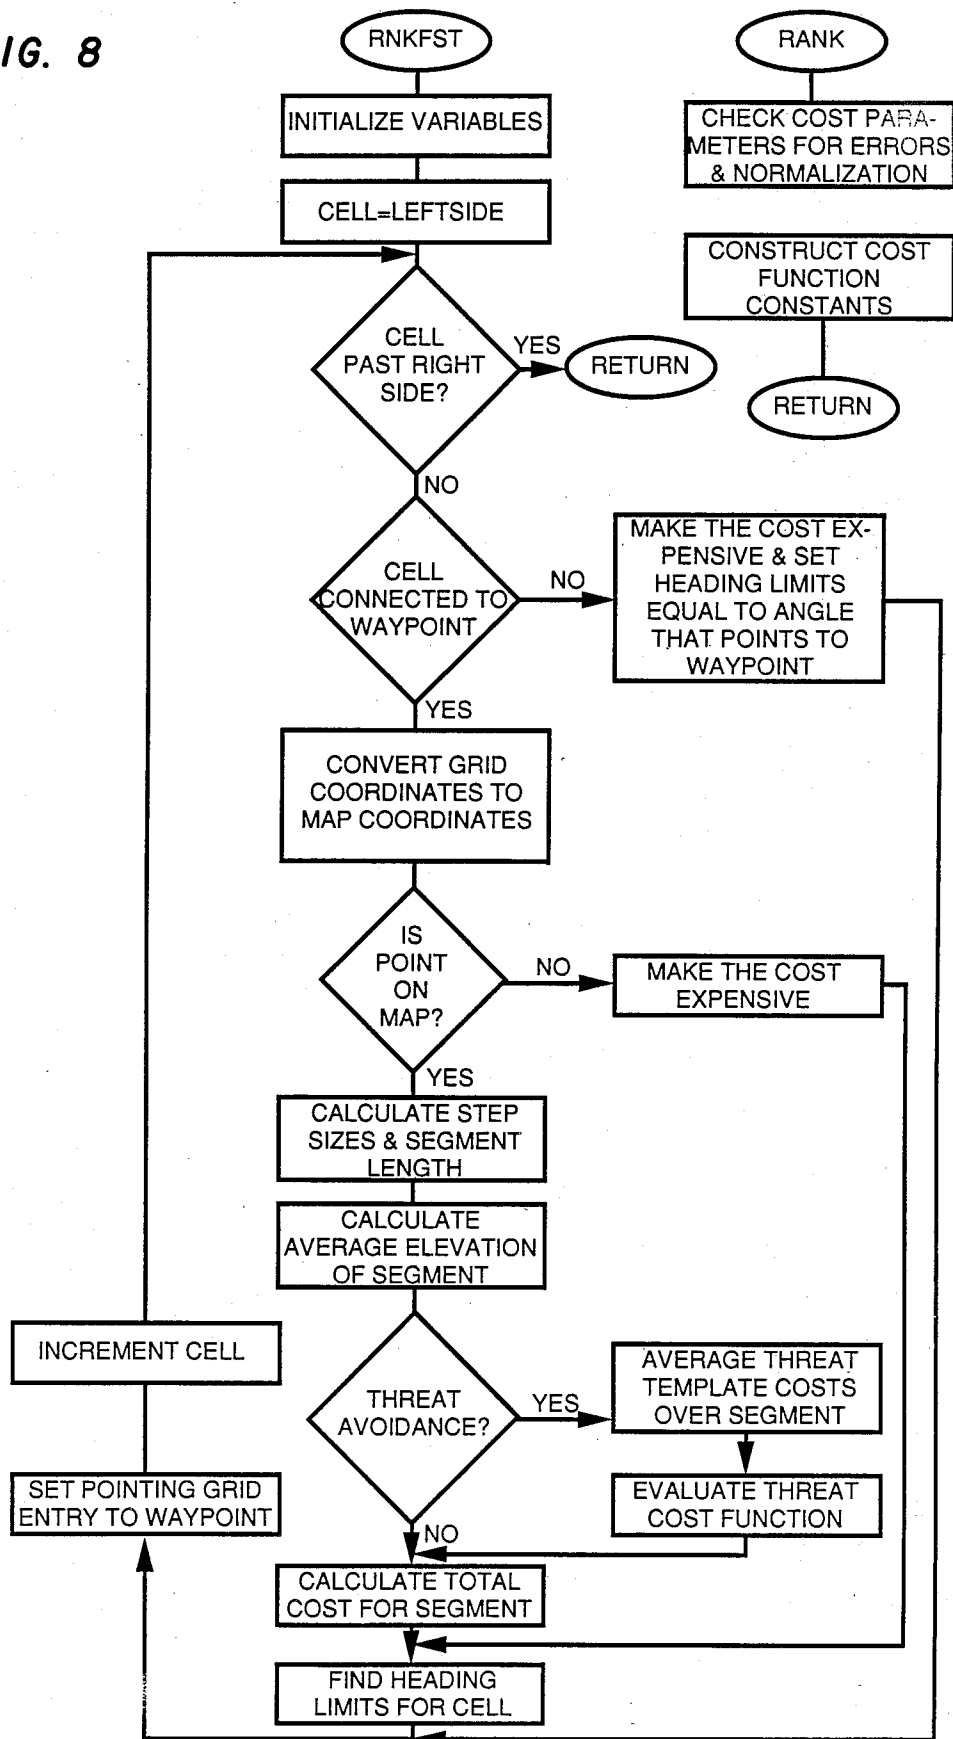 IG. 8
RNKFST
INITIALIZE VARIABLES
CELL=LEFTSIDE
CELL
PAST RIGHT
SIDE?
YES
RETURN
NO
CELL
CONNECTED TO
WAYPOINT
NO
MAKE THE COST EX-
PENSIVE & SET
HEADING LIMITS
EQUAL TO ANGLE
THAT POINTS TO
WAYPOINT
YES
CONVERT GRID
COORDINATES TO
MAP COORDINATES
IS
POINT
ON
MAP?
NO
MAKE THE COST
EXPENSIVE
YES
CALCULATE STEP
SIZES & SEGMENT
LENGTH
CALCULATE
AVERAGE ELEVATION
OF SEGMENT
THREAT
AVOIDANCE?
YES
AVERAGE THREAT
TEMPLATE COSTS
OVER SEGMENT
EVALUATE THREAT
COST FUNCTION
NO
CALCULATE TOTAL
COST FOR SEGMENT
FIND HEADING
LIMITS FOR CELL
SET POINTING GRID
ENTRY TO WAYPOINT
INCREMENT CELL
RANK
CHECK COST PARA-
METERS FOR ERRORS
& NORMALIZATION
CONSTRUCT COST
FUNCTION
CONSTANTS
RETURN